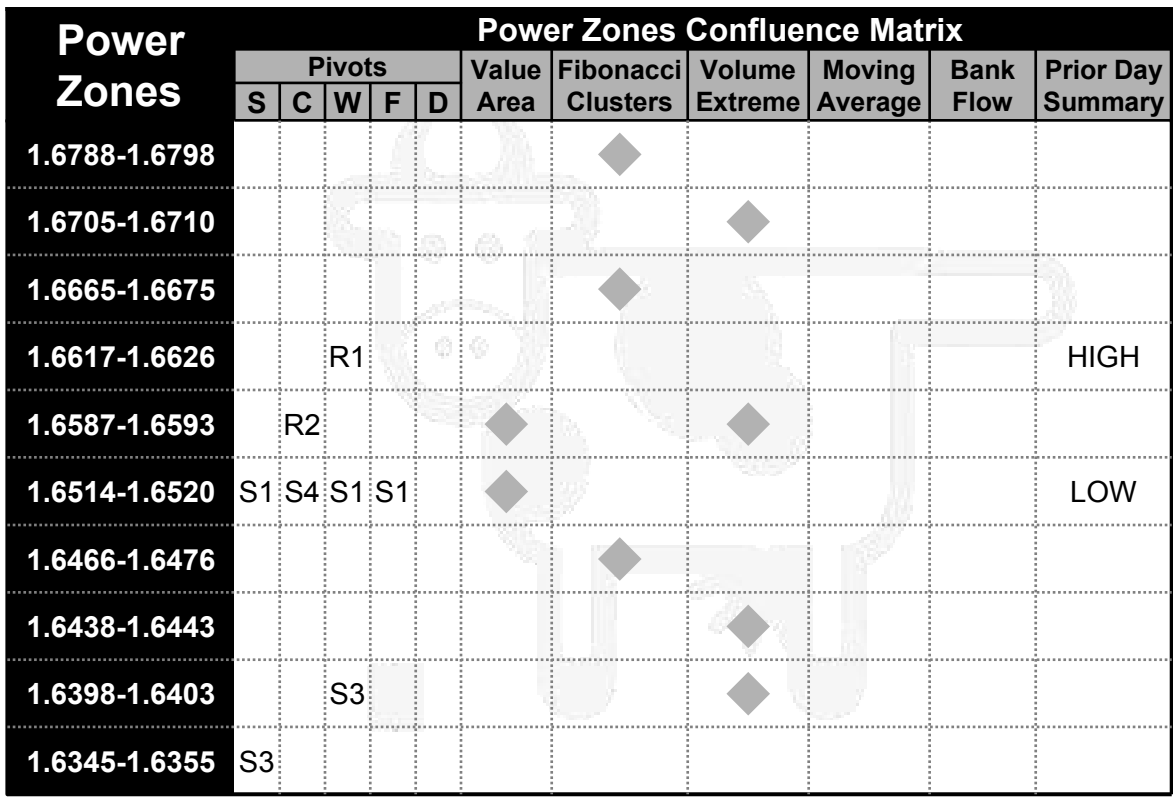 Power Zones Confluence Matrix
Power
Zones
Pivots
Value Fibonacci Volume Moving Bank Prior Day
S C W F D Area Clusters Extreme Average Flow Summary
1.6788-1.6798
1.6705-1.6710
1.6665-1.6675
1.6617-1.6626 R1 HIGH
1.6587-1.6593 R2
1.6514-1.6520 S1 S4 S1 S1 LOW
1.6466-1.6476
1.6438-1.6443
1.6398-1.6403 S3
1.6345-1.6355 S3